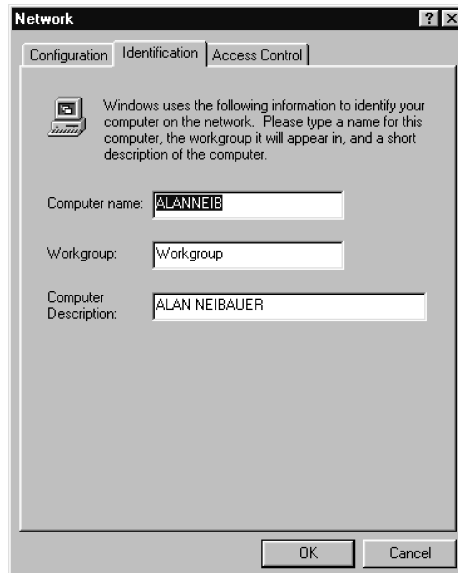 Network
Configuration Identification Access Control
Windows uses the following information to identify your
computer on the network. Please type a name for this
computer, the workgroup it will appear in, and a short
description of the computer.
Computer name: ALANNEIB
Workgroup: Workgroup
Computer
Description: ALAN NEIBAUER
OK Cancel